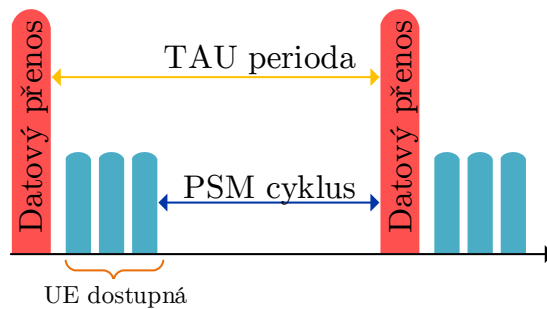 Datový přenos
TAU perioda
Datový přenos
PSM cyklus
UE dostupná